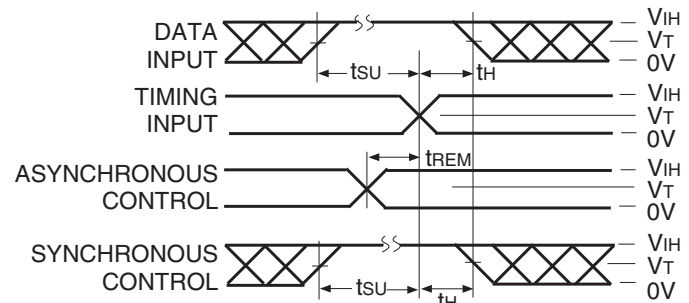 DATA
INPUT
tSU
tH
VIH
VT
0V
TIMING
INPUT
VIH
VT
0V
tREM
ASYNCHRONOUS
CONTROL
VIH
VT
0V
SYNCHRONOUS
CONTROL
tSU
tH
VIH
VT
0V